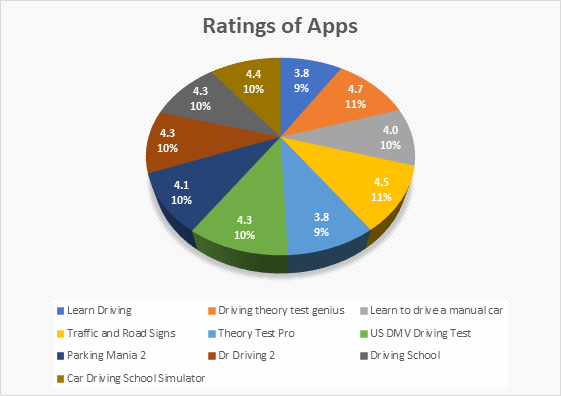 Ratings of Apps
3.8
9%
4.7
11%
4.0
10%
4.5
11%
3.8
9%
4.3
10%
4.1
10%
4.3
10%
4.3
10%
4.4
10%
Learn Driving
Driving theory test genius
Learn to drive a manual car
Traffic and Road Signs
Theory Test Pro
US DMV Driving Test
Parking Mania 2
Dr Driving 2
Driving School
Car Driving School Simulator